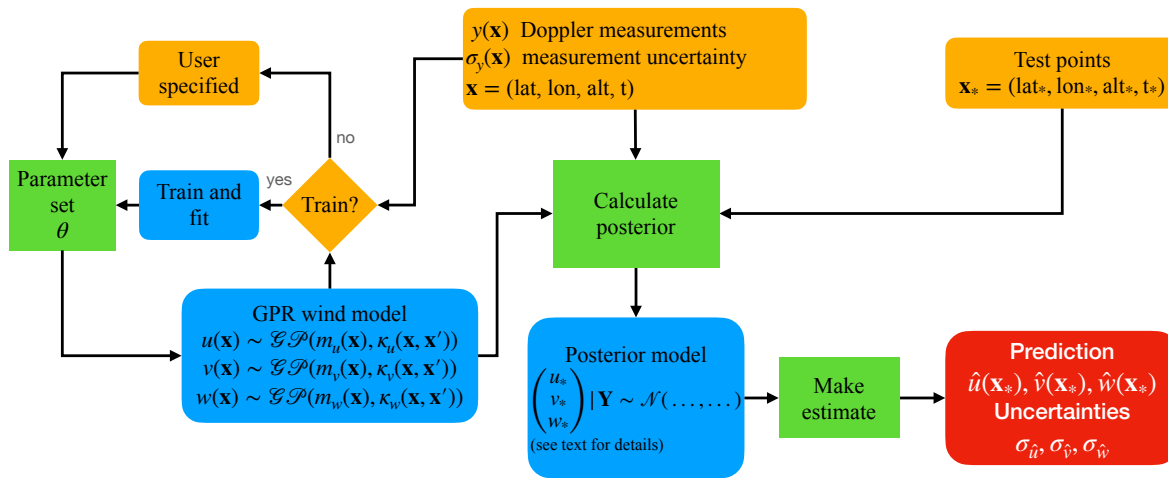 y(𝐱) Doppler measurements
σ_y(𝐱) measurement uncertainty
𝐱 = (lat, lon, alt, t)
Test points
𝐱_* = (lat_*, lon_*, alt_*, t_*)
User
specified
no
yes
Parameter
set
θ
Train and
fit
Train?
Calculate
posterior
GPR wind model
u(𝐱) ∼ 𝒢𝒫(m_u(𝐱), κ_u(𝐱, 𝐱′))
v(𝐱) ∼ 𝒢𝒫(m_v(𝐱), κ_v(𝐱, 𝐱′))
w(𝐱) ∼ 𝒢𝒫(m_w(𝐱), κ_w(𝐱, 𝐱′))
Posterior model
(u_* v_* w_*) | 𝐘 ∼ 𝒩(…,…)
(see text for details)
Make
estimate
Prediction
û(𝐱_*), v̂(𝐱_*), ŵ(𝐱_*)
Uncertainties
σ_û, σ_v̂, σ_ŵ